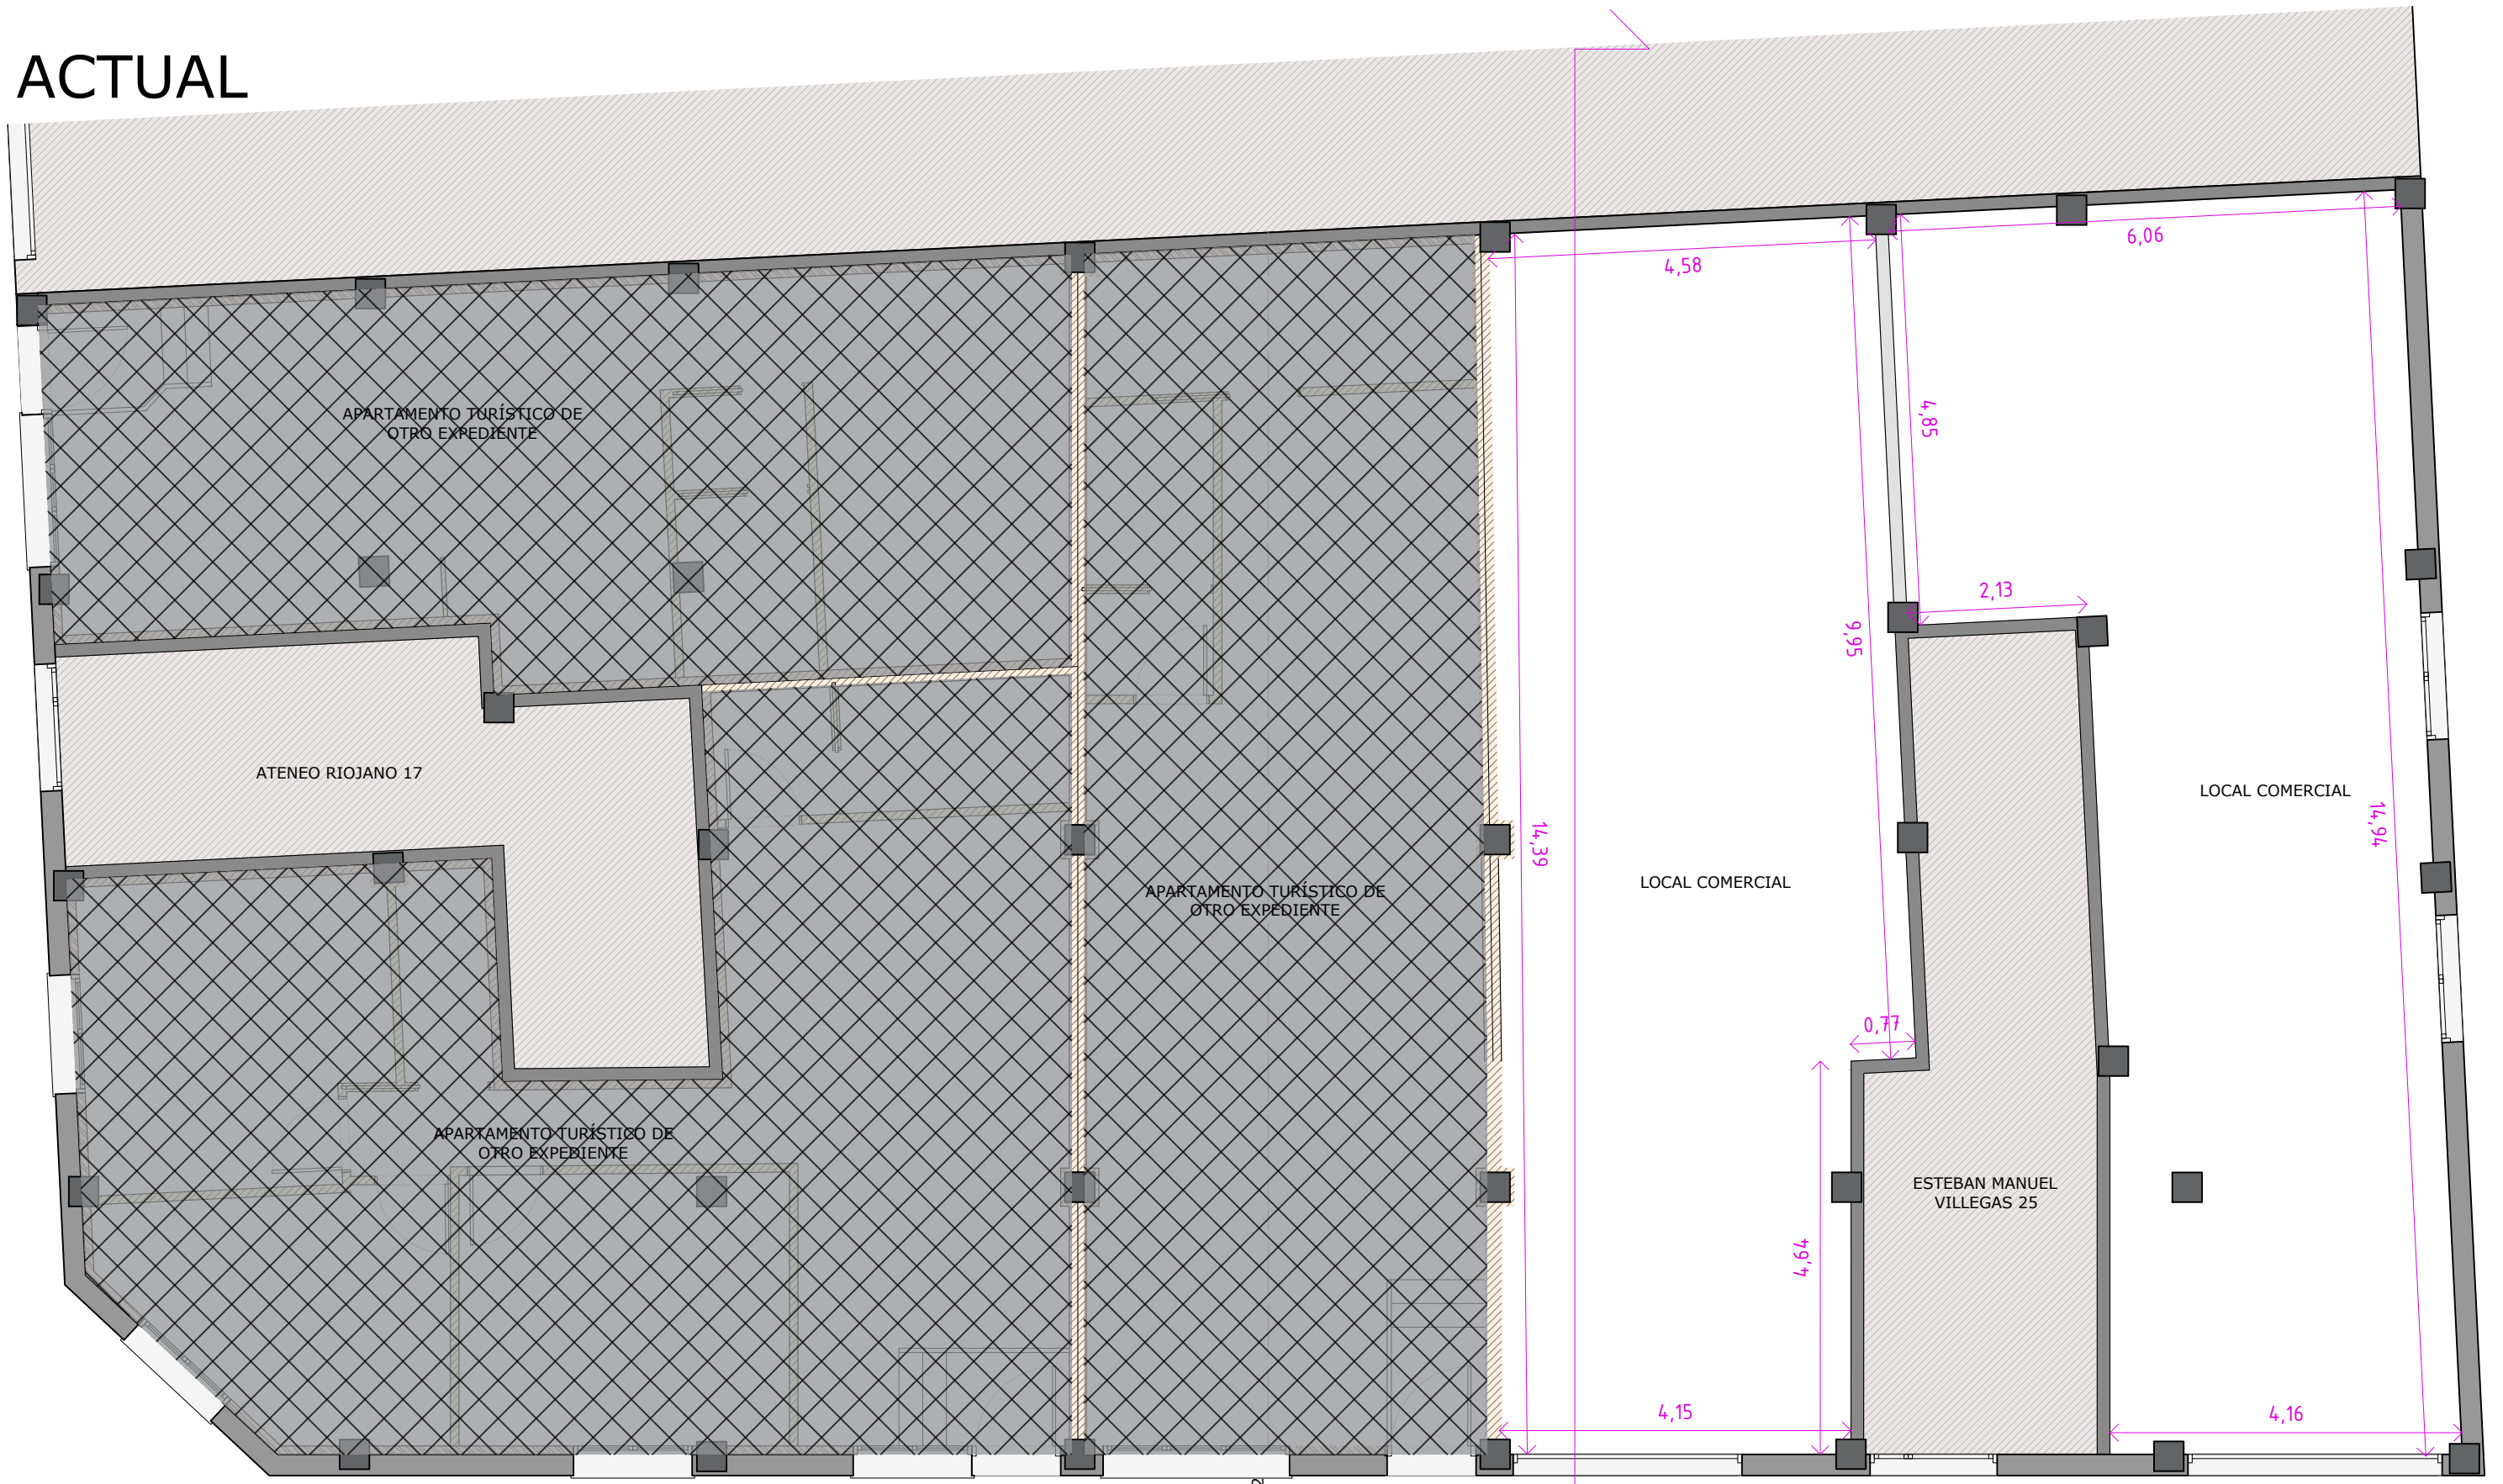 ACTUAL
6,06
4,58
4,85
APARTAMENTO TURÍSTICO DE
OTRO EXPEDIENTE
2,13
9,95
ATENEO RIOJANO 17
LOCAL COMERCIAL
14,94
14,39
LOCAL COMERCIAL
APARTAMENTO TURÍSTICO DE
OTRO EXPEDIENTE
0,77
APARTAMENTO TURÍSTICO DE
OTRO EXPEDIENTE
ESTEBAN MANUEL
VILLEGAS 25
4,64
4,15
4,16